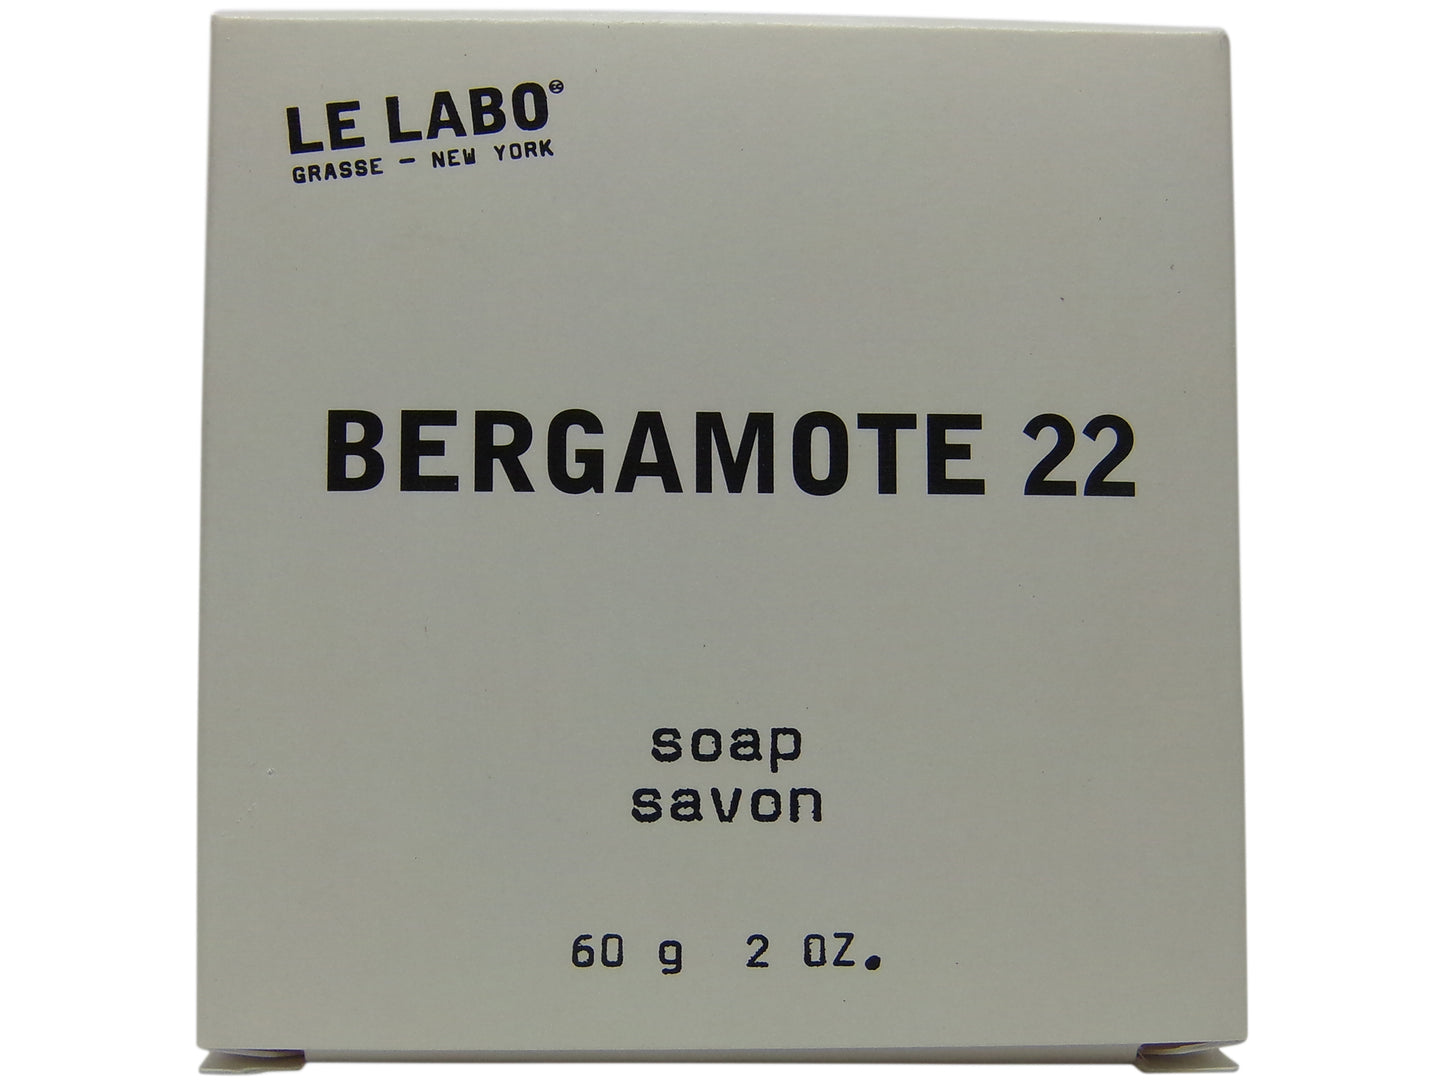 LE LABO®
GRASSE — NEW YORK
BERGAMOTE 22
soap
savon
60 g 2 OZ.